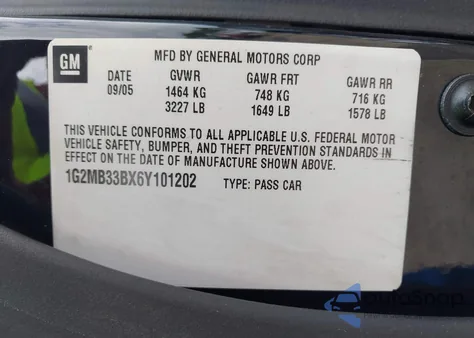 GM
MFD BY GENERAL MOTORS CORP
DATE GVWR GAWR FRT GAWR RR
09/05 1464 KG 748 KG 716 KG
3227 LB 1649 LB 1578 LB
THIS VEHICLE CONFORMS TO ALL APPLICABLE U.S. FEDERAL MOTOR
VEHICLE SAFETY, BUMPER, AND THEFT PREVENTION STANDARDS IN
EFFECT ON THE DATE OF MANUFACTURE SHOWN ABOVE.
1G2MB33BX6Y101202 TYPE: PASS CAR
AutoSnap